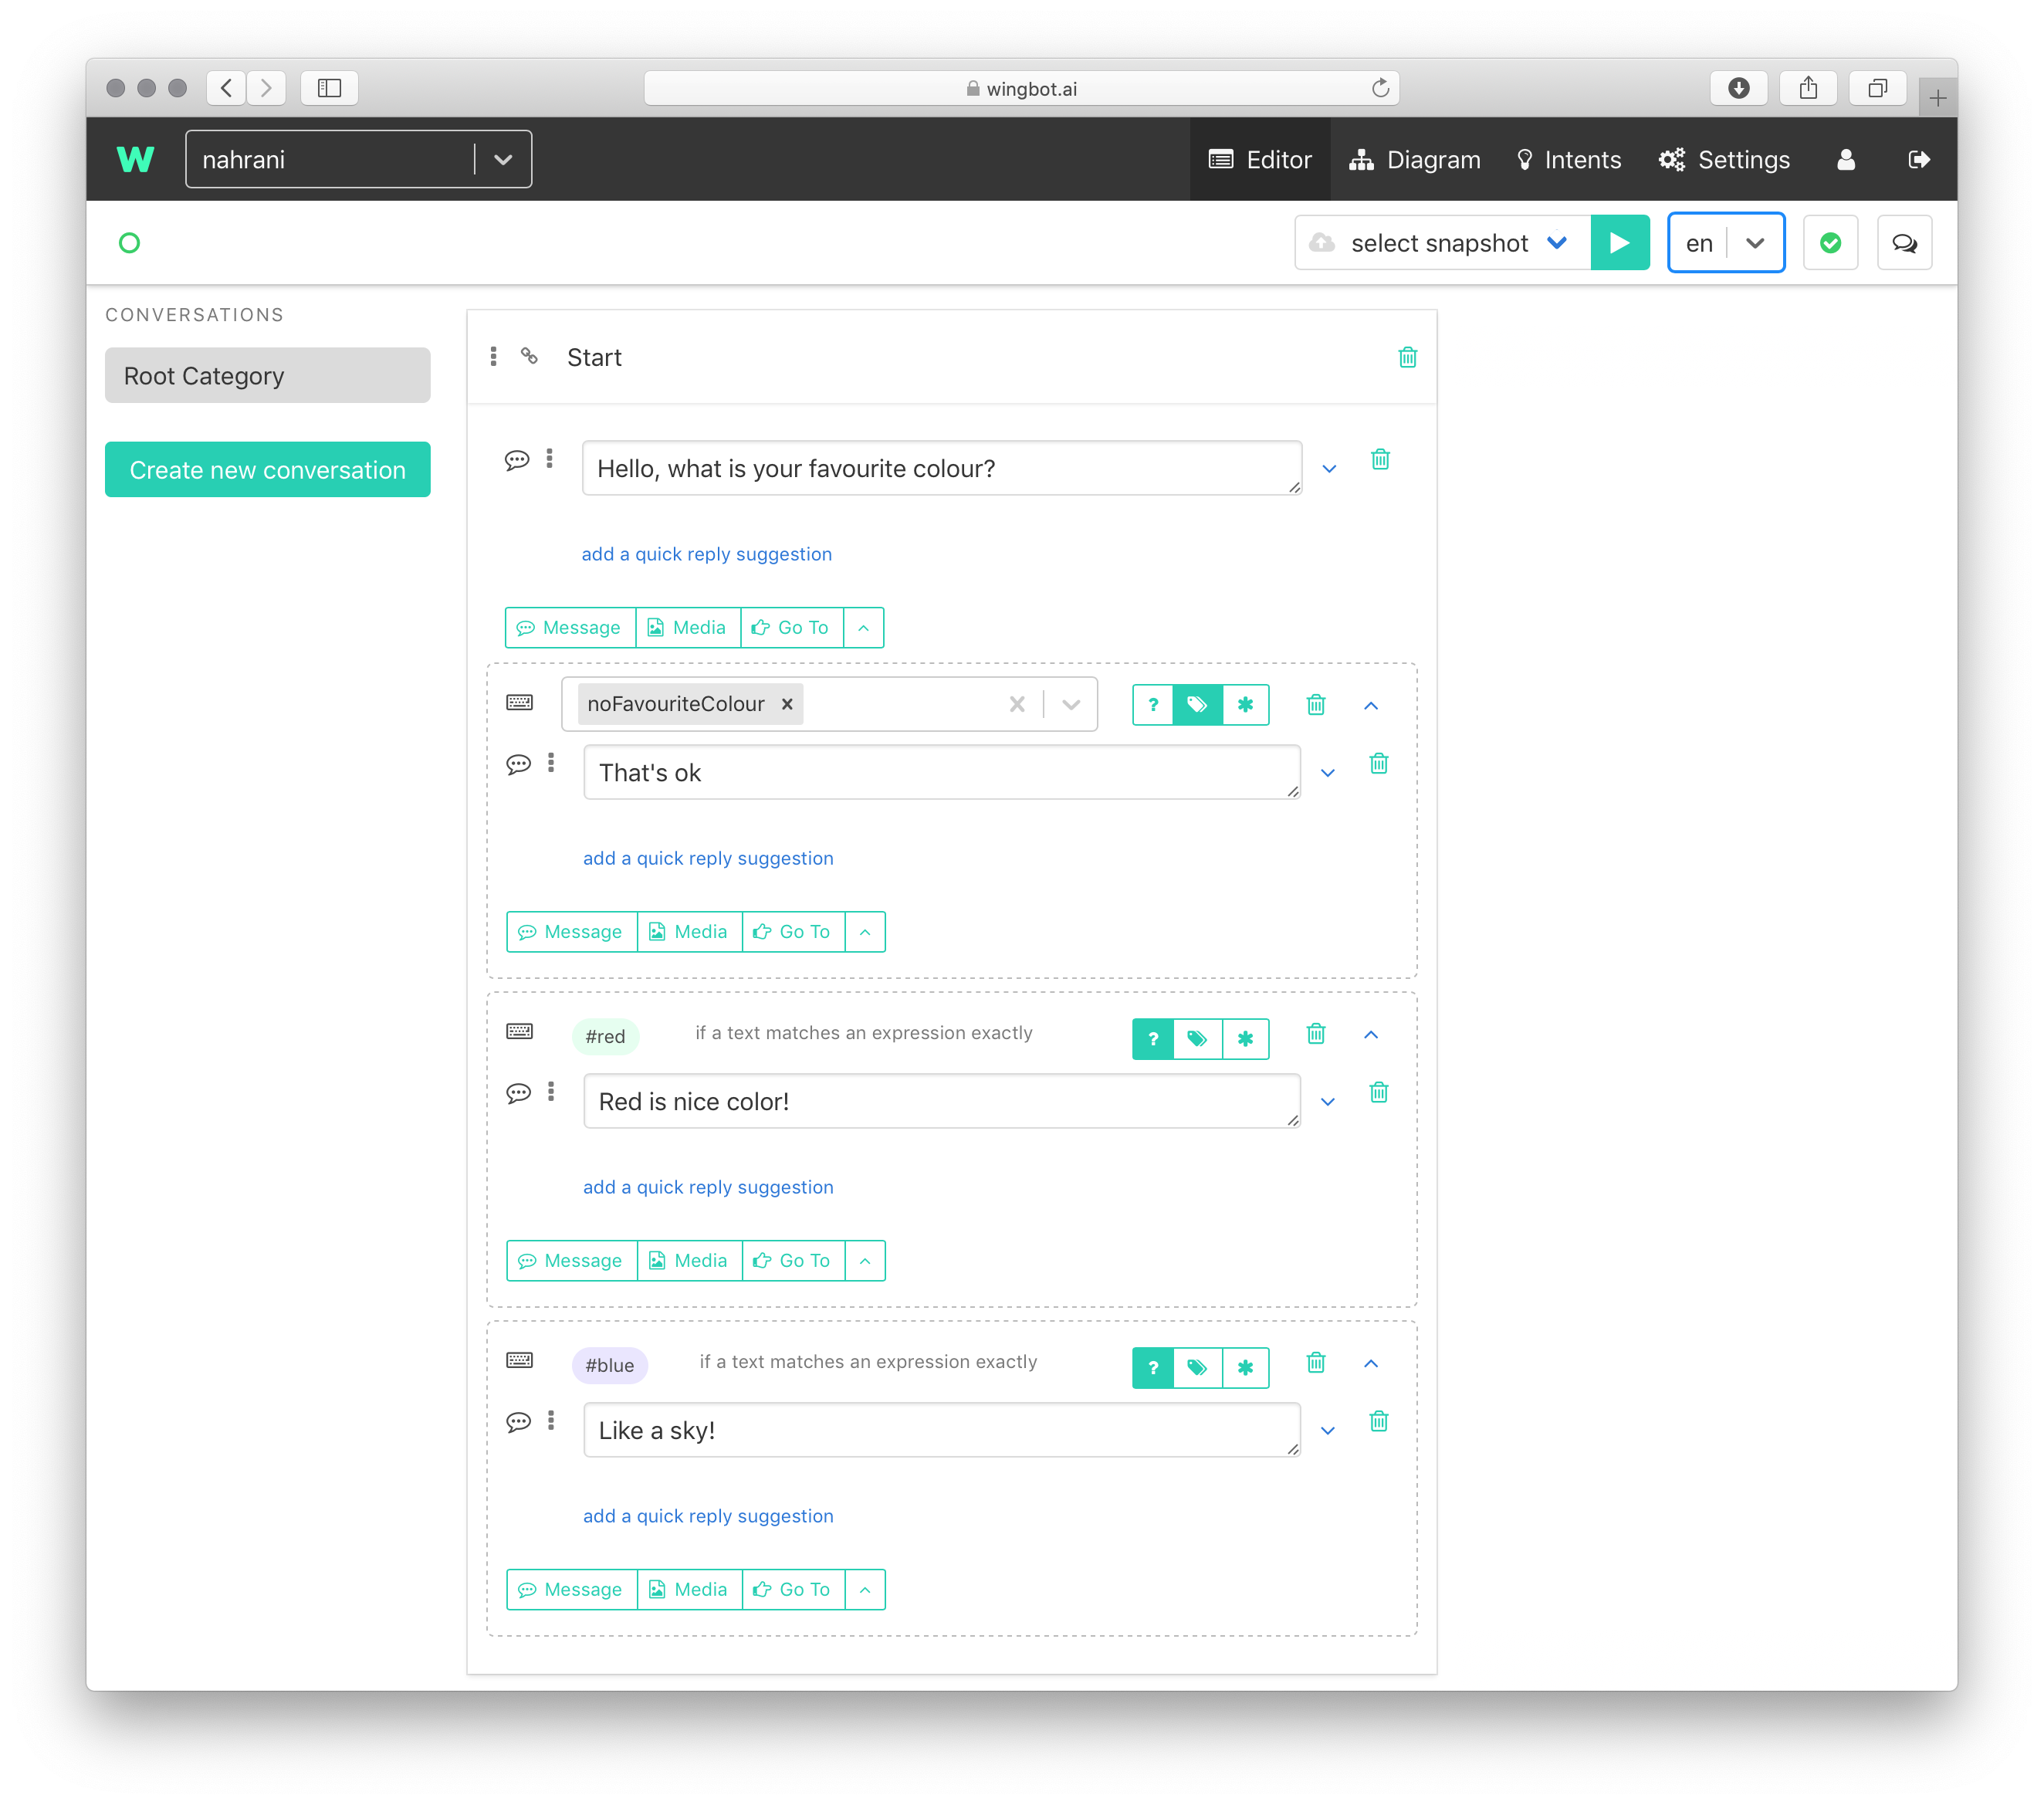 wingbot.ai
W
nahrani
Editor
Diagram
Intents
Settings
select snapshot
en
CONVERSATIONS
Root Category
Create new conversation
Start
Hello, what is your favourite colour?
add a quick reply suggestion
Message Media Go To
noFavouriteColour ×
?
That's ok
add a quick reply suggestion
Message Media Go To
#red if a text matches an expression exactly ?
Red is nice color!
add a quick reply suggestion
Message Media Go To
#blue if a text matches an expression exactly ?
Like a sky!
add a quick reply suggestion
Message Media Go To